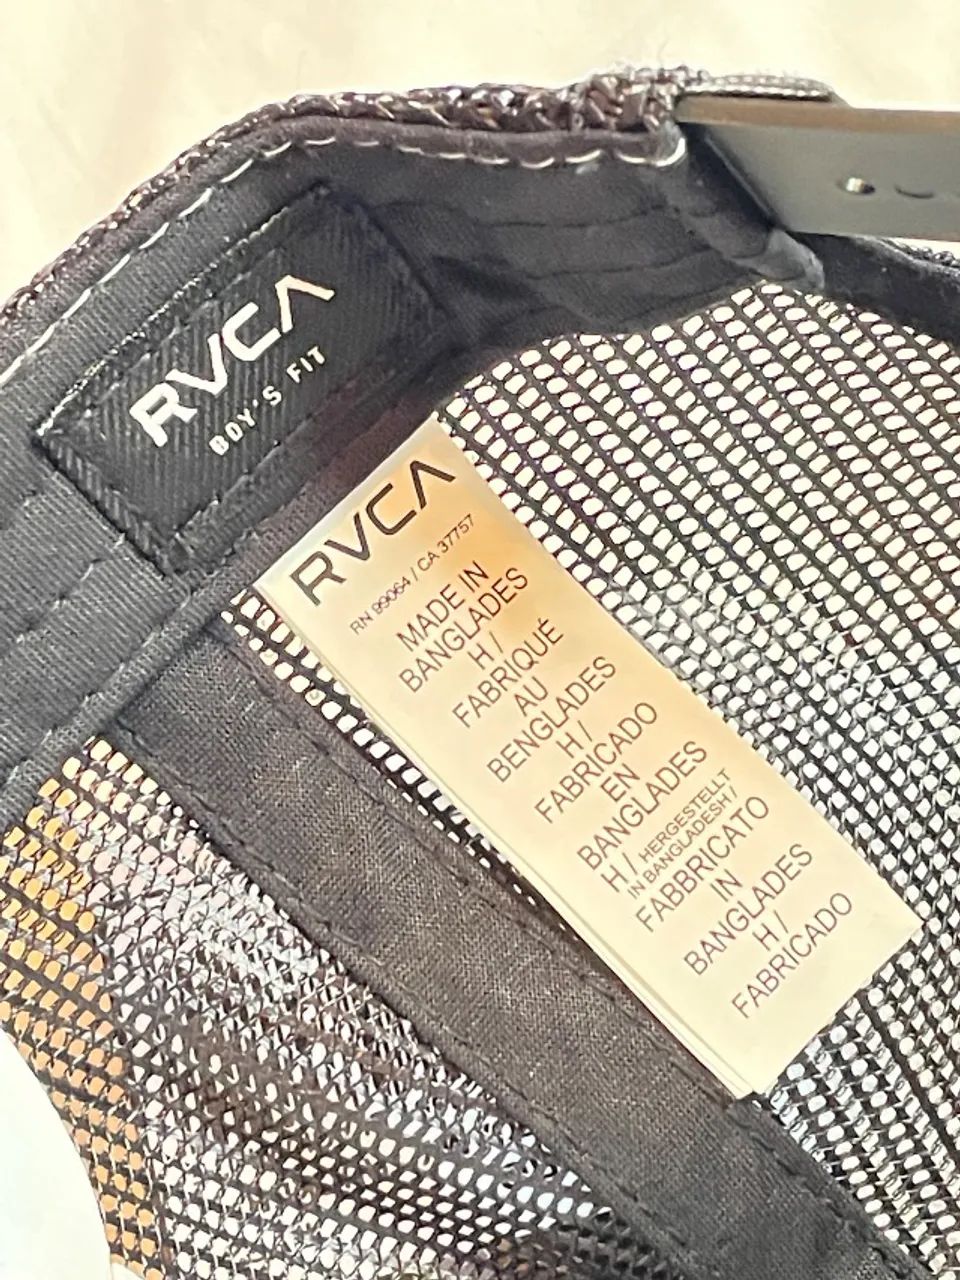 RVCA
BOY'S FIT
RVCA
RN 99064 / CA 37757
MADE IN
BANGLADES
H /
FABRIQUÉ
AU
BENGLADES
H /
FABRICADO
EN
BANGLADES
H / HERGESTELLT
IN BANGLADESH /
FABBRICATO
IN
BANGLADES
H /
FABRICADO